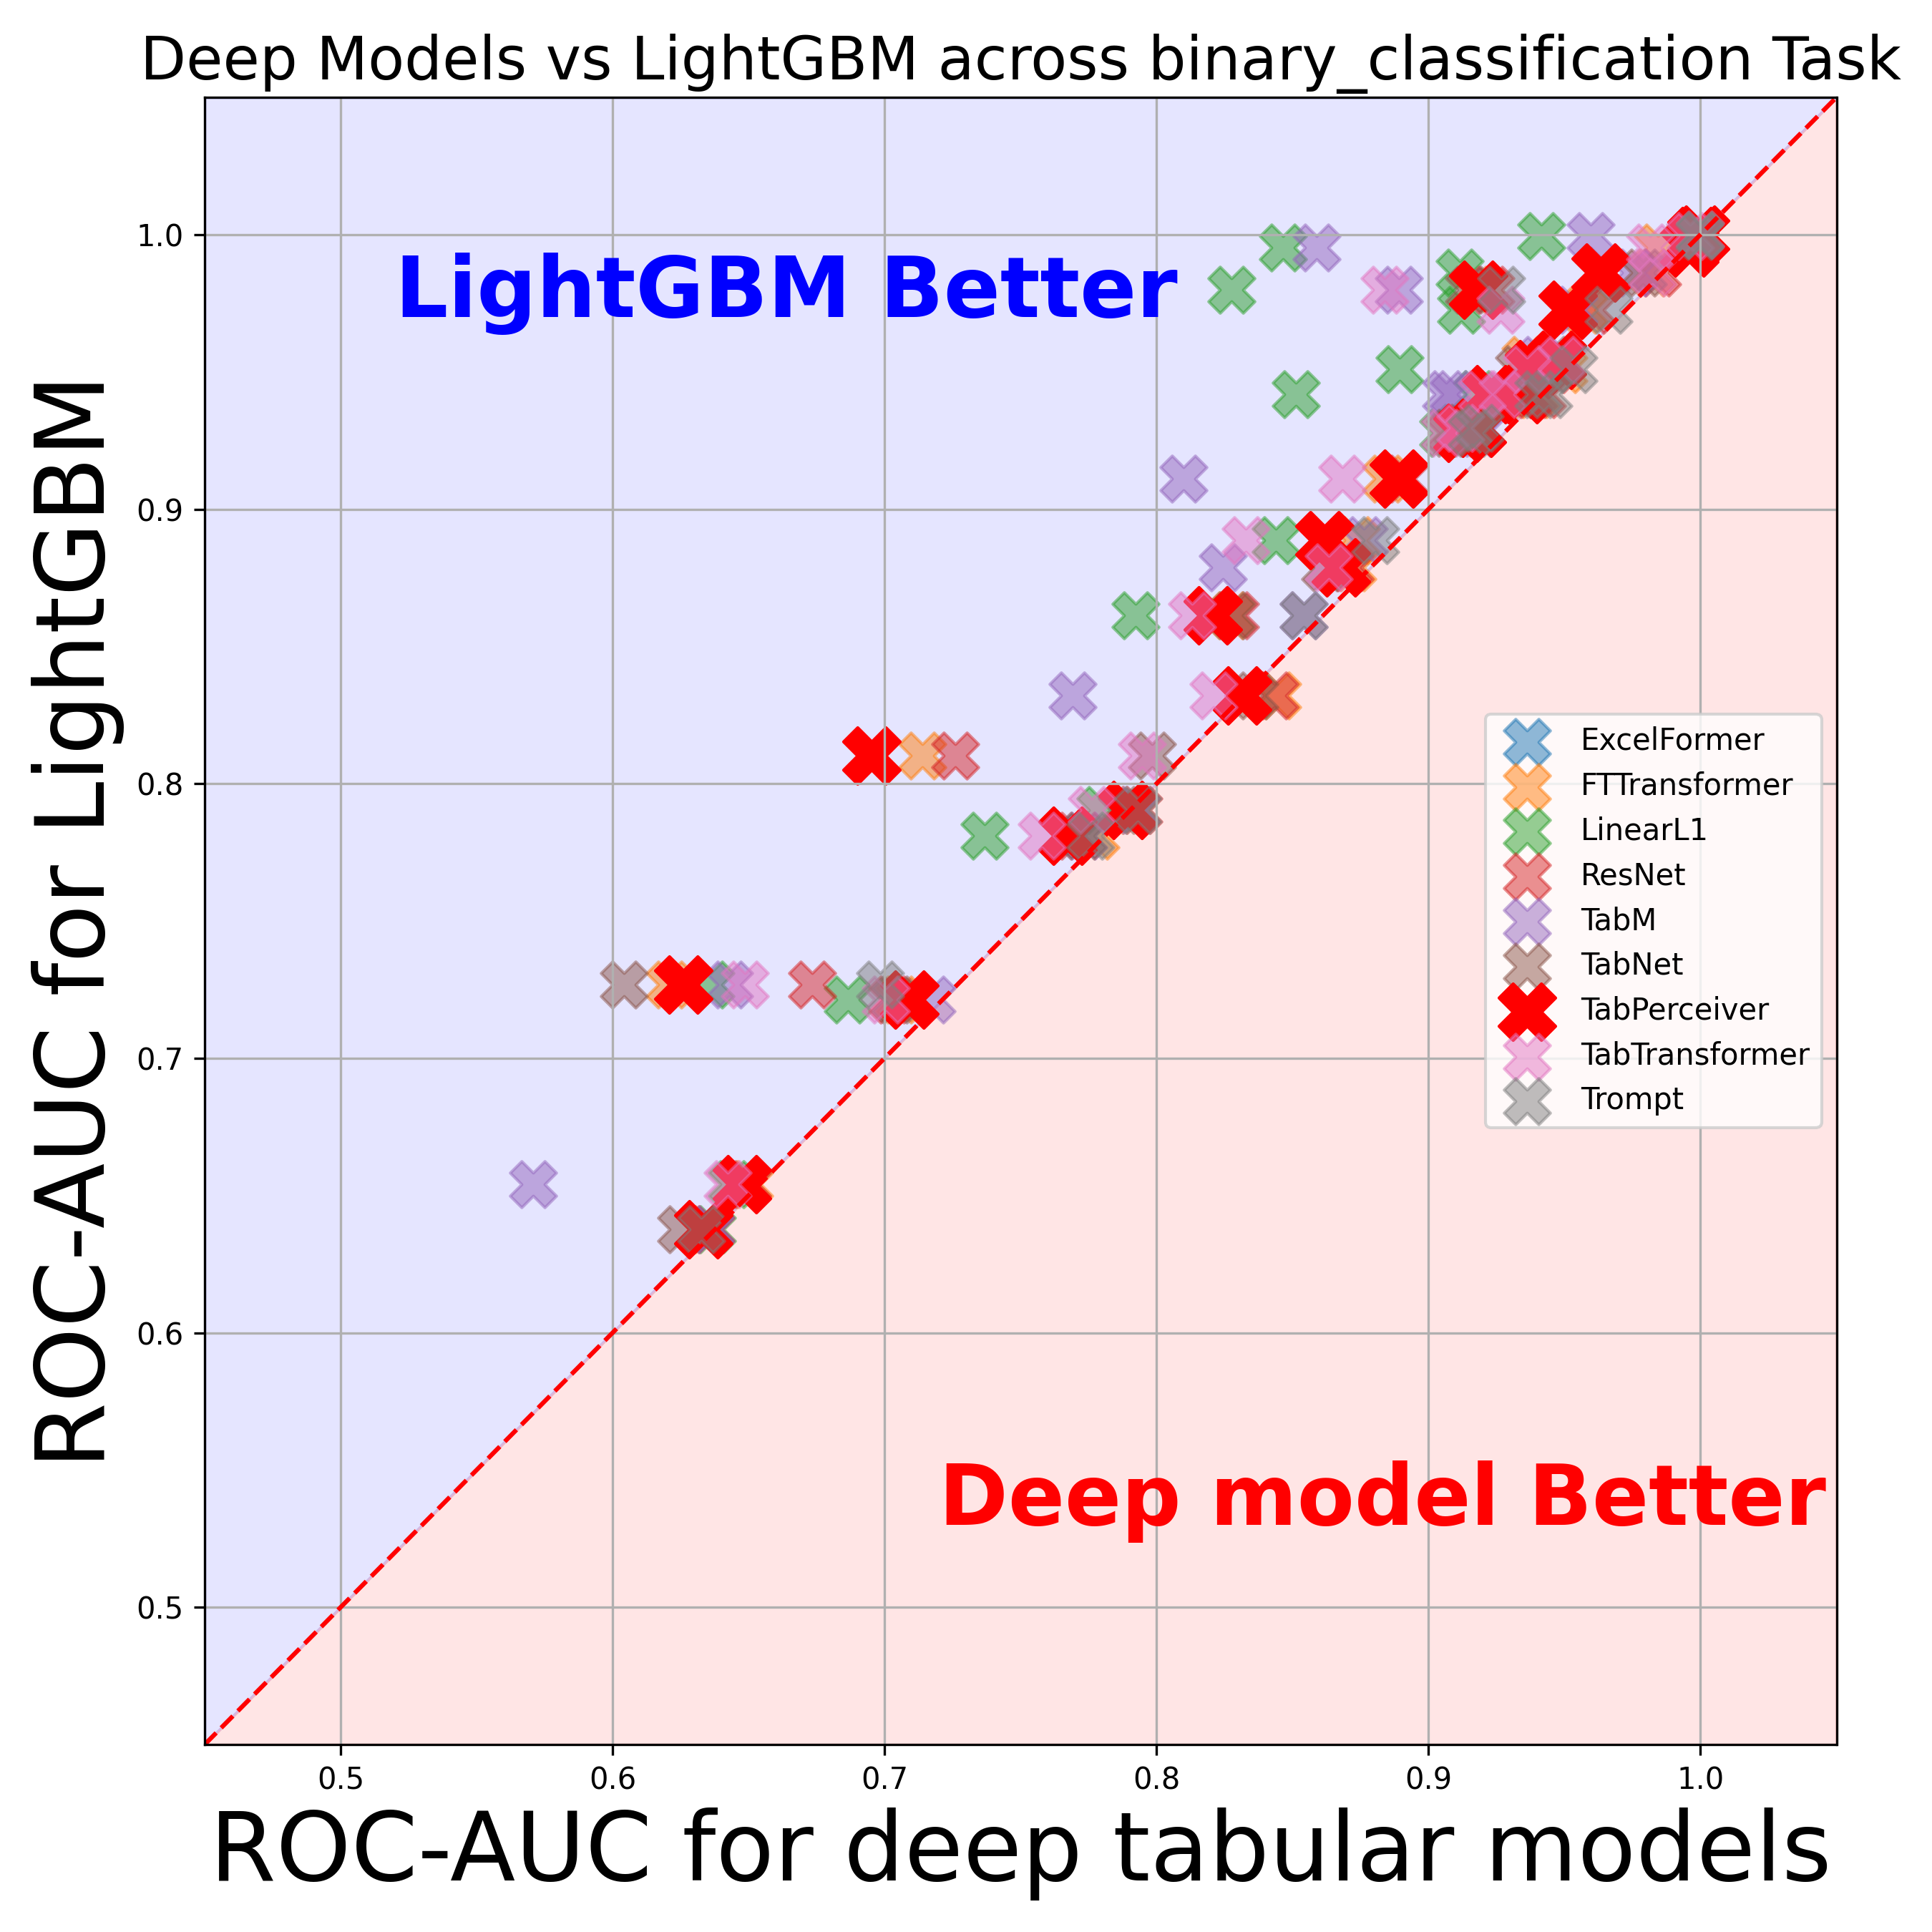 Deep Models vs LightGBM across binary_classification Task
ROC-AUC for LightGBM
1.0
0.9
0.8
0.7
0.6
0.5
LightGBM Better
ExcelFormer
FTTransformer
LinearL1
ResNet
TabM
TabNet
TabPerceiver
TabTransformer
Trompt
Deep model Better
0.5
0.6
0.7
0.8
0.9
1.0
ROC-AUC for deep tabular models